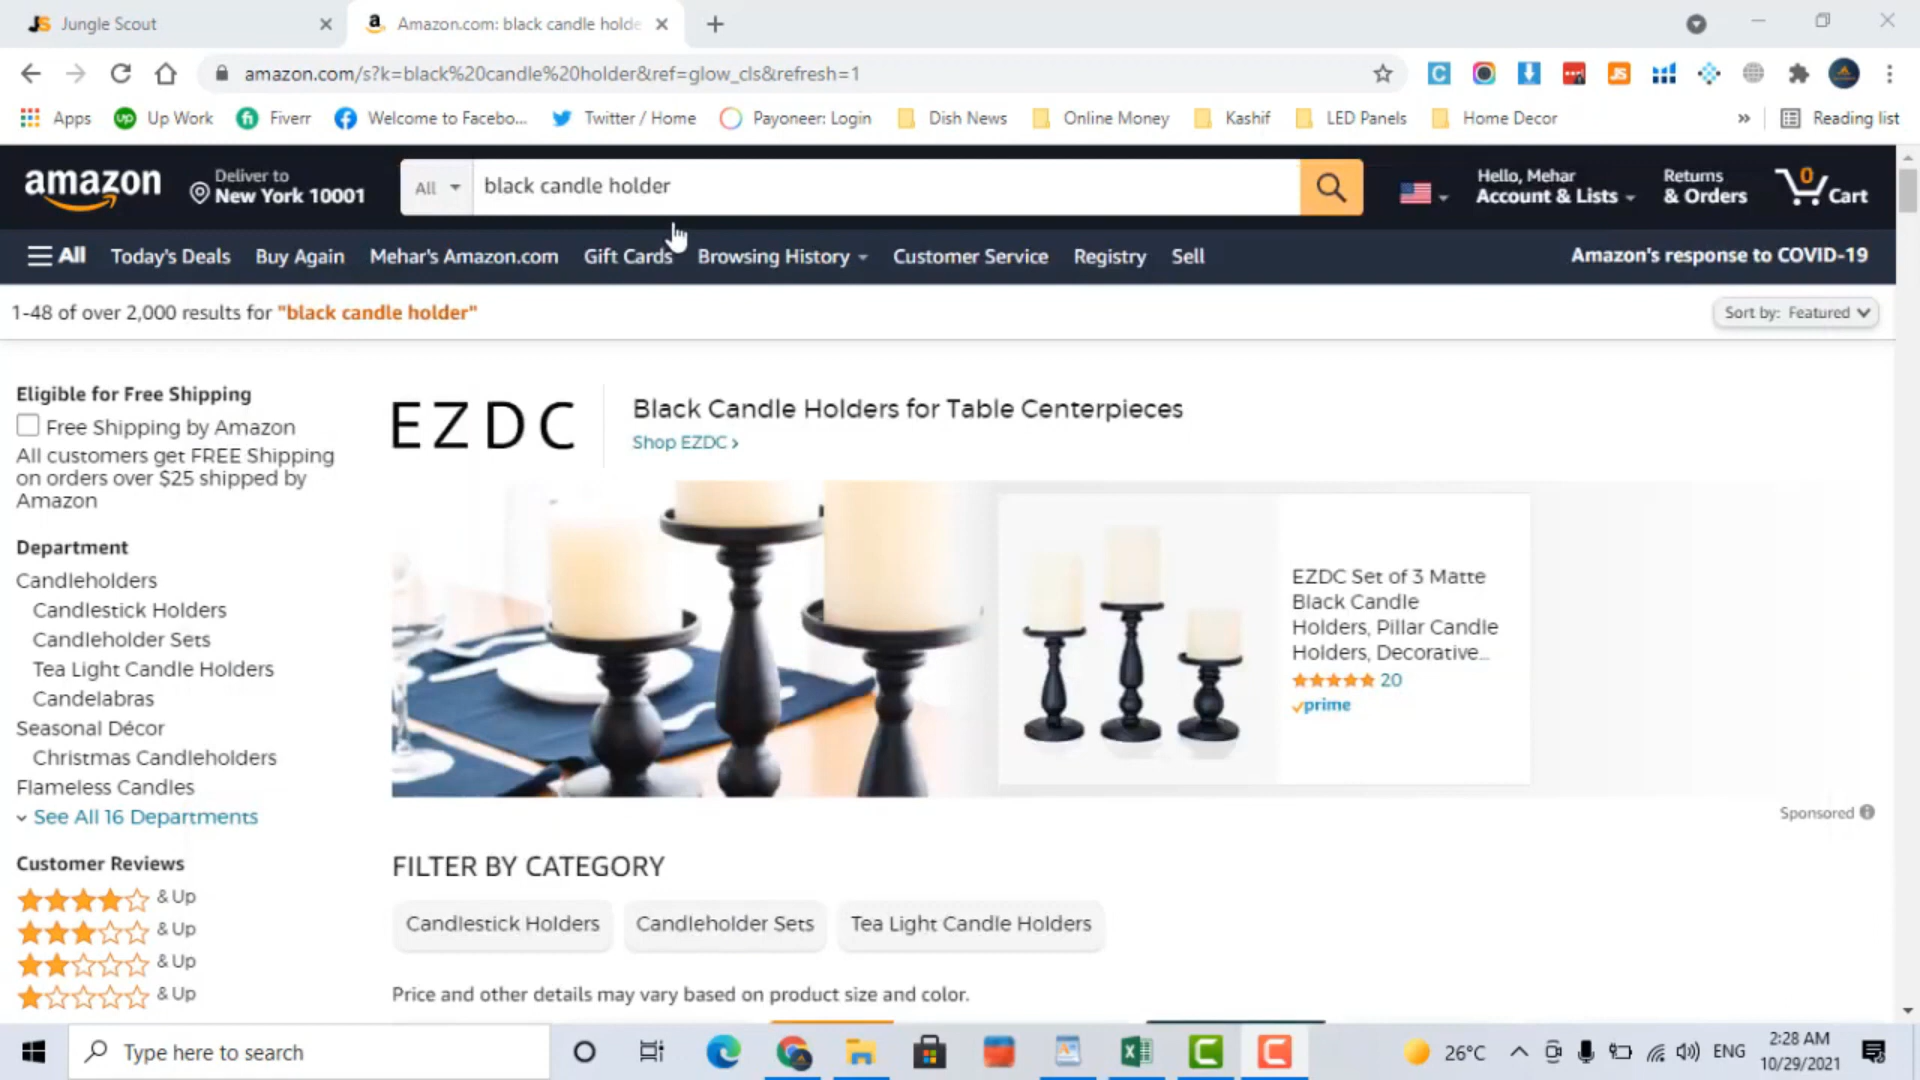 Jungle Scout
Amazon.com: black candle holde
amazon.com/s?k=black%20candle%20holder&ref=glow_cls&refresh=1
Apps
Up Work
Fiverr
Welcome to Facebo...
Twitter / Home
Payoneer: Login
Dish News
Online Money
Kashif
LED Panels
Home Decor
»
Reading list
amazon
Deliver to
New York 10001
All
black candle holder
Hello, Mehar
Account & Lists
Returns
& Orders
0
Cart
All
Today's Deals
Buy Again
Mehar's Amazon.com
Gift Cards
Browsing History
Customer Service
Registry
Sell
Amazon's response to COVID-19
1-48 of over 2,000 results for "black candle holder"
Sort by: Featured
Eligible for Free Shipping
Free Shipping by Amazon
All customers get FREE Shipping
on orders over $25 shipped by
Amazon
Department
Candleholders
Candlestick Holders
Candleholder Sets
Tea Light Candle Holders
Candelabras
Seasonal Décor
Christmas Candleholders
Flameless Candles
See All 16 Departments
Customer Reviews
& Up
& Up
& Up
& Up
EZDC
Black Candle Holders for Table Centerpieces
Shop EZDC ›
EZDC Set of 3 Matte
Black Candle
Holders, Pillar Candle
Holders, Decorative...
20
prime
Sponsored
FILTER BY CATEGORY
Candlestick Holders
Candleholder Sets
Tea Light Candle Holders
Price and other details may vary based on product size and color.
Type here to search
26°C
ENG
2:28 AM
10/29/2021